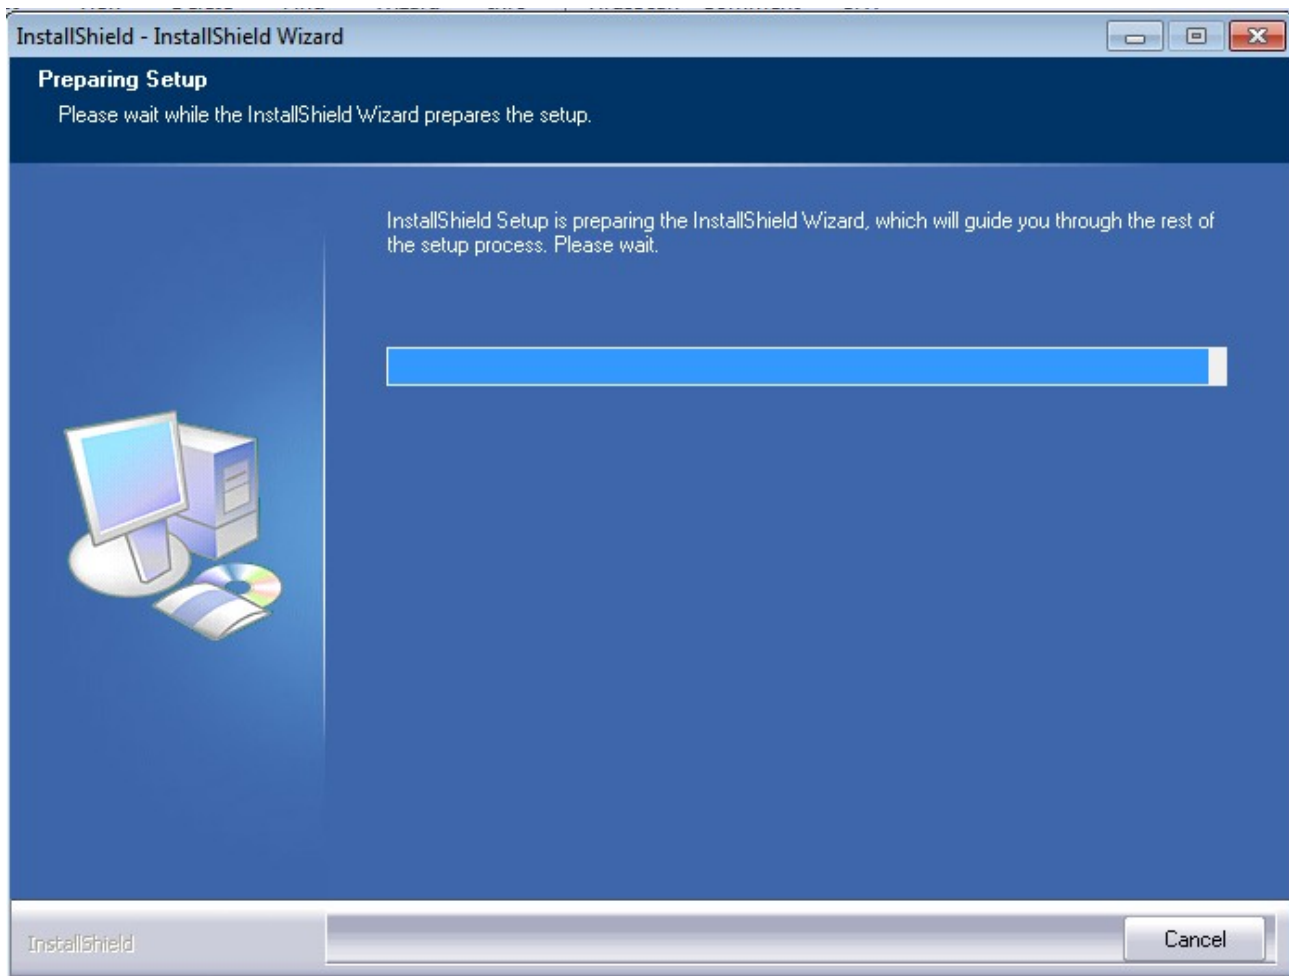 InstallShield - InstallShield Wizard
Preparing Setup
Please wait while the InstallShield Wizard prepares the setup.
InstallShield Setup is preparing the InstallShield Wizard, which will guide you through the rest of
the setup process. Please wait.
InstallShield
Cancel